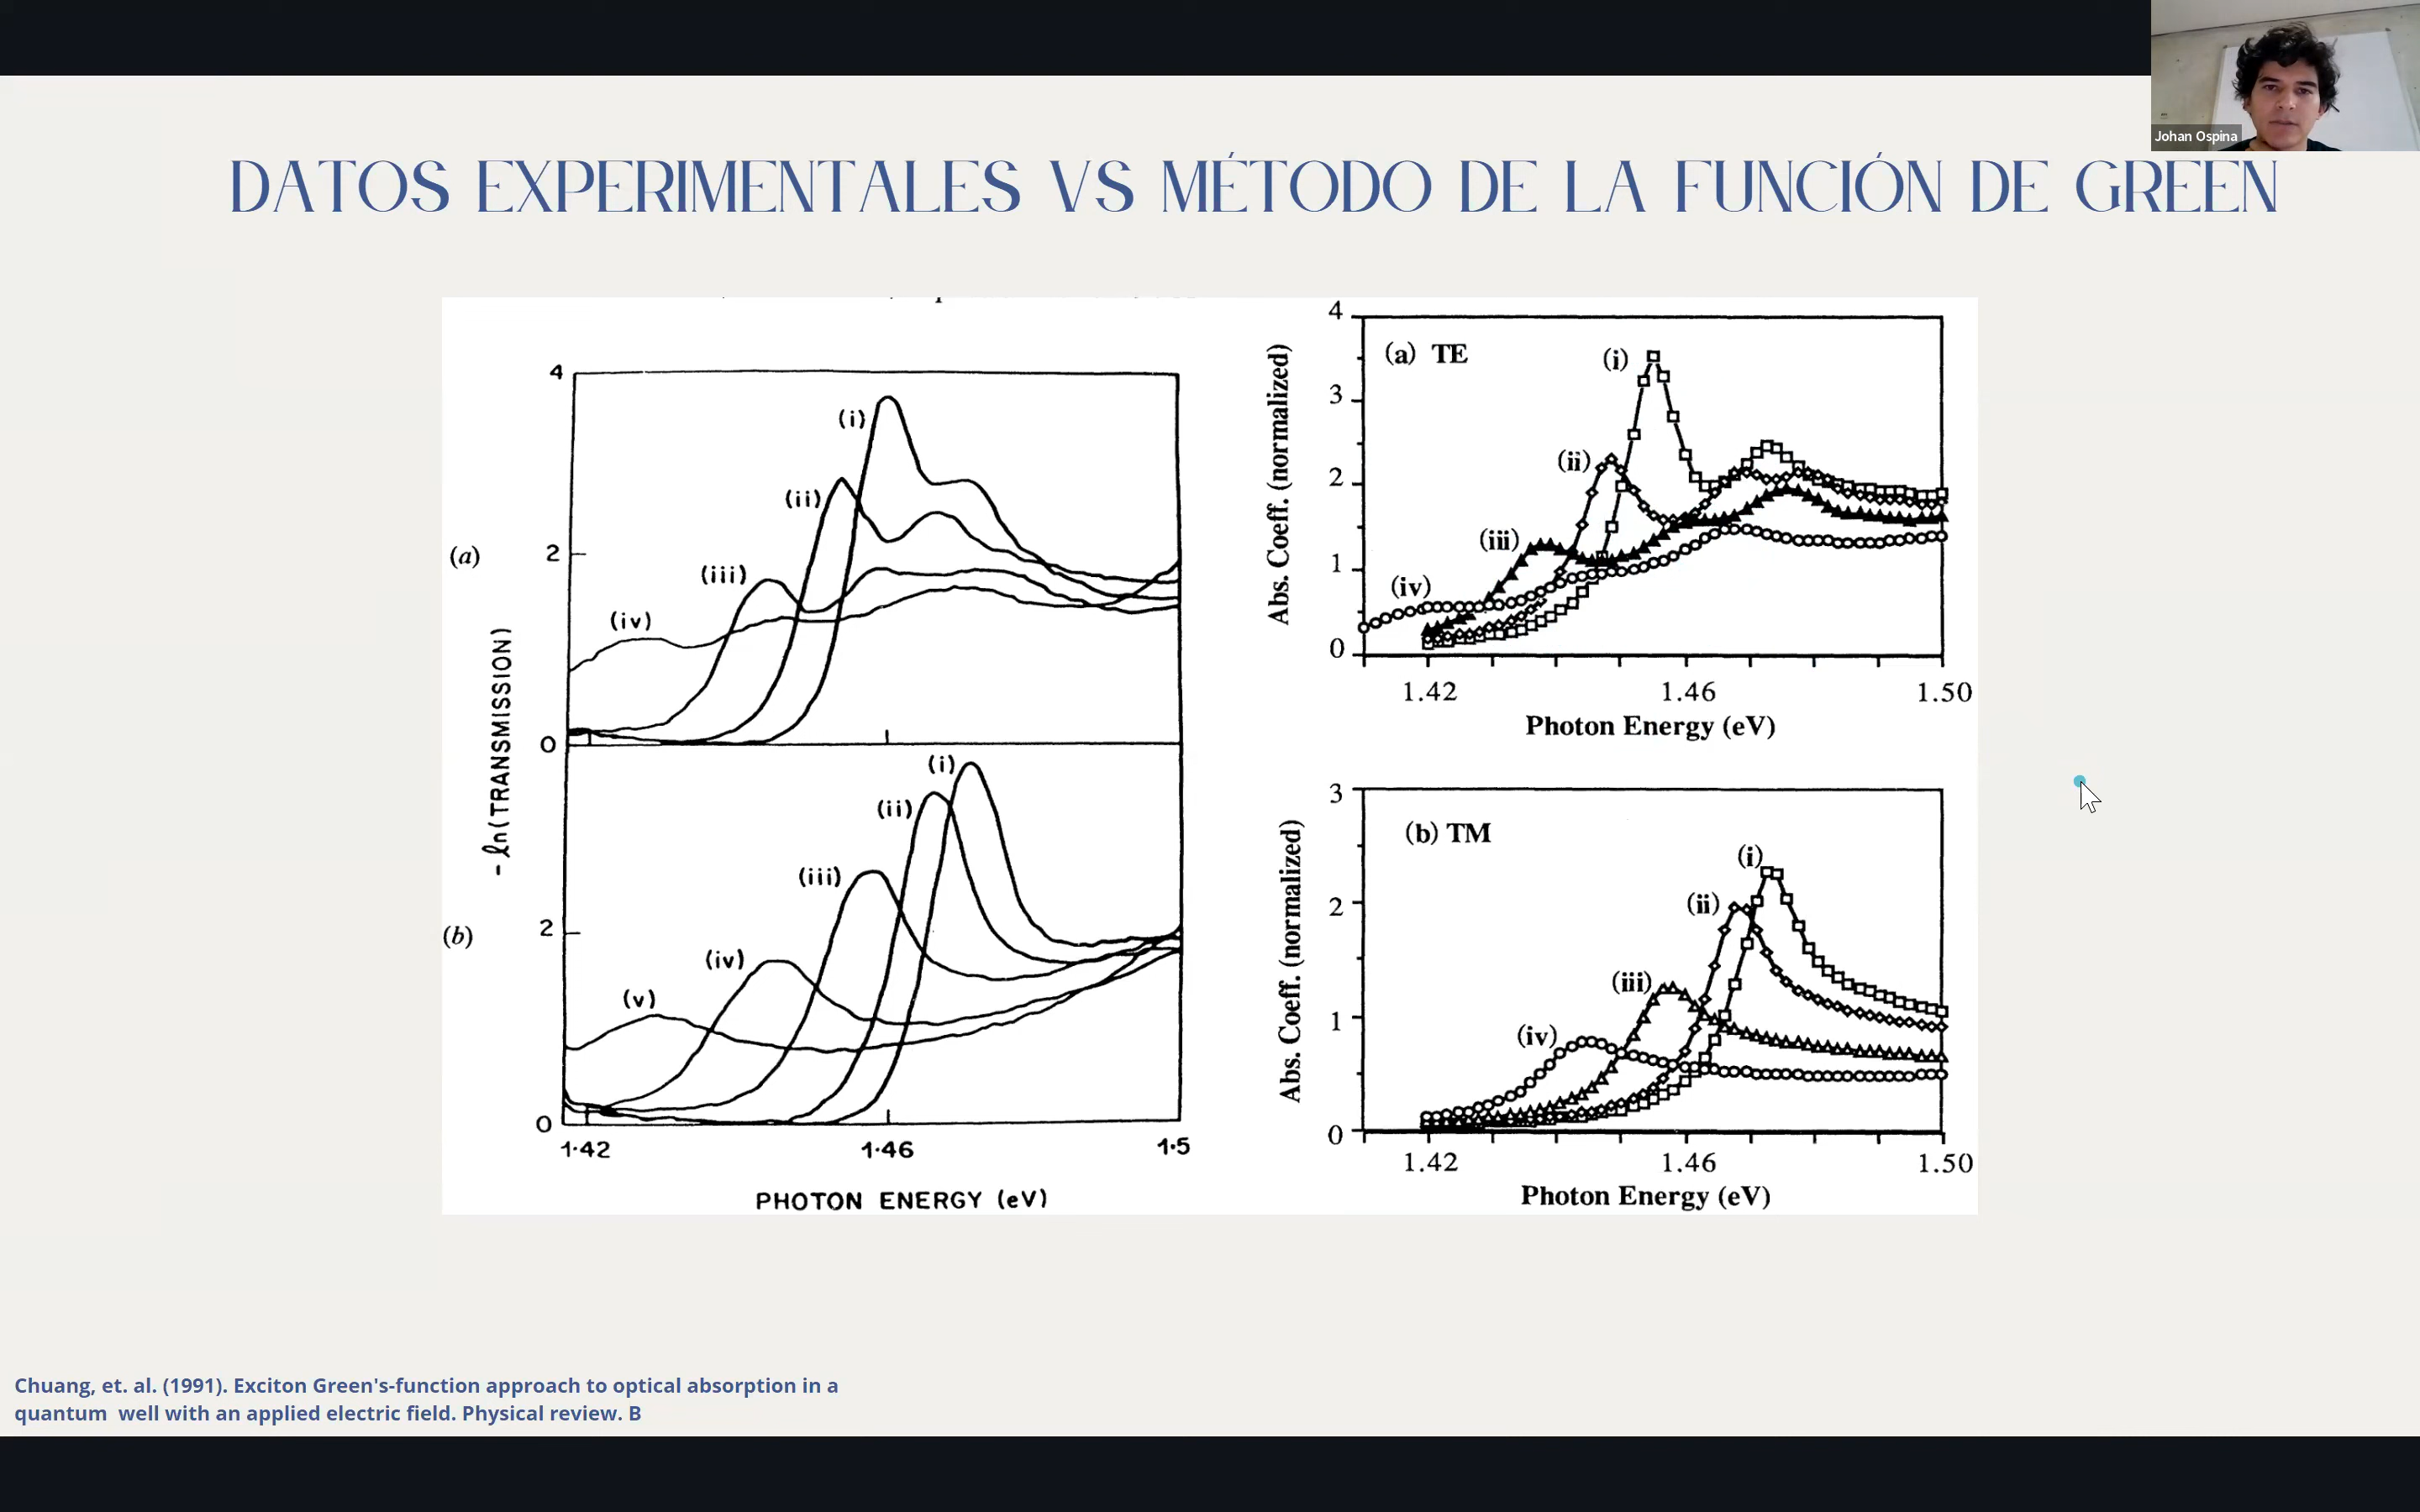 Johan Ospina
DATOS EXPERIMENTALES VS MÉTODO DE LA FUNCIÓN DE GREEN
4
(i)
(ii)
(a)
2
(iii)
(iv)
0
-ln(TRANSMISSION)
(i)
(ii)
(iii)
(b)
2
(iv)
(v)
0
1.42
1.46
1.5
PHOTON ENERGY (eV)
4
(a) TE
(i)
3
(ii)
2
(iii)
1
(iv)
0
Abs. Coeff. (normalized)
1.42
1.46
1.50
Photon Energy (eV)
3
(b) TM
(i)
(ii)
2
(iii)
1
(iv)
0
Abs. Coeff. (normalized)
1.42
1.46
1.50
Photon Energy (eV)
Chuang, et. al. (1991). Exciton Green's-function approach to optical absorption in a
quantum well with an applied electric field. Physical review. B